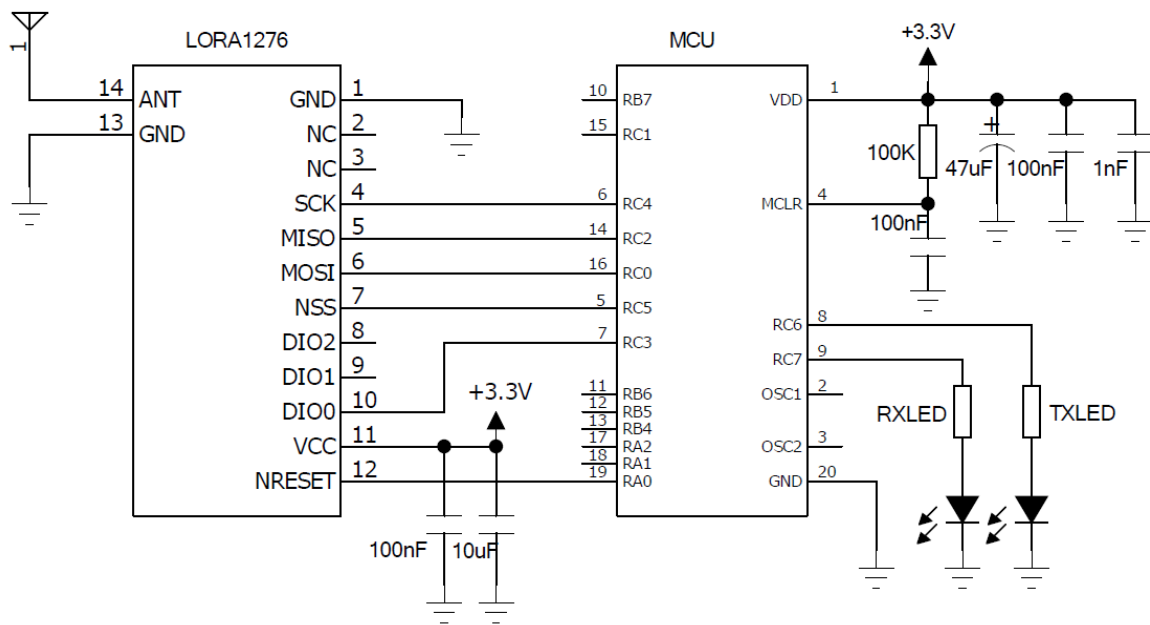 LORA1276
MCU
+3.3V
1
14 ANT
13 GND
GND 1
NC 2
NC 3
SCK 4
MISO 5
MOSI 6
NSS 7
DIO2 8
DIO1 9
DIO0 10
VCC 11
NRESET 12
+3.3V
100nF
10uF
10 RB7
15 RC1
6 RC4
14 RC2
16 RC0
5 RC5
7 RC3
11 RB6
12 RB5
13 RB4
17 RA2
18 RA1
19 RA0
VDD 1
MCLR 4
RC6 8
RC7 9
OSC1 2
OSC2 3
GND 20
100K
+
47uF
100nF
1nF
100nF
RXLED
TXLED